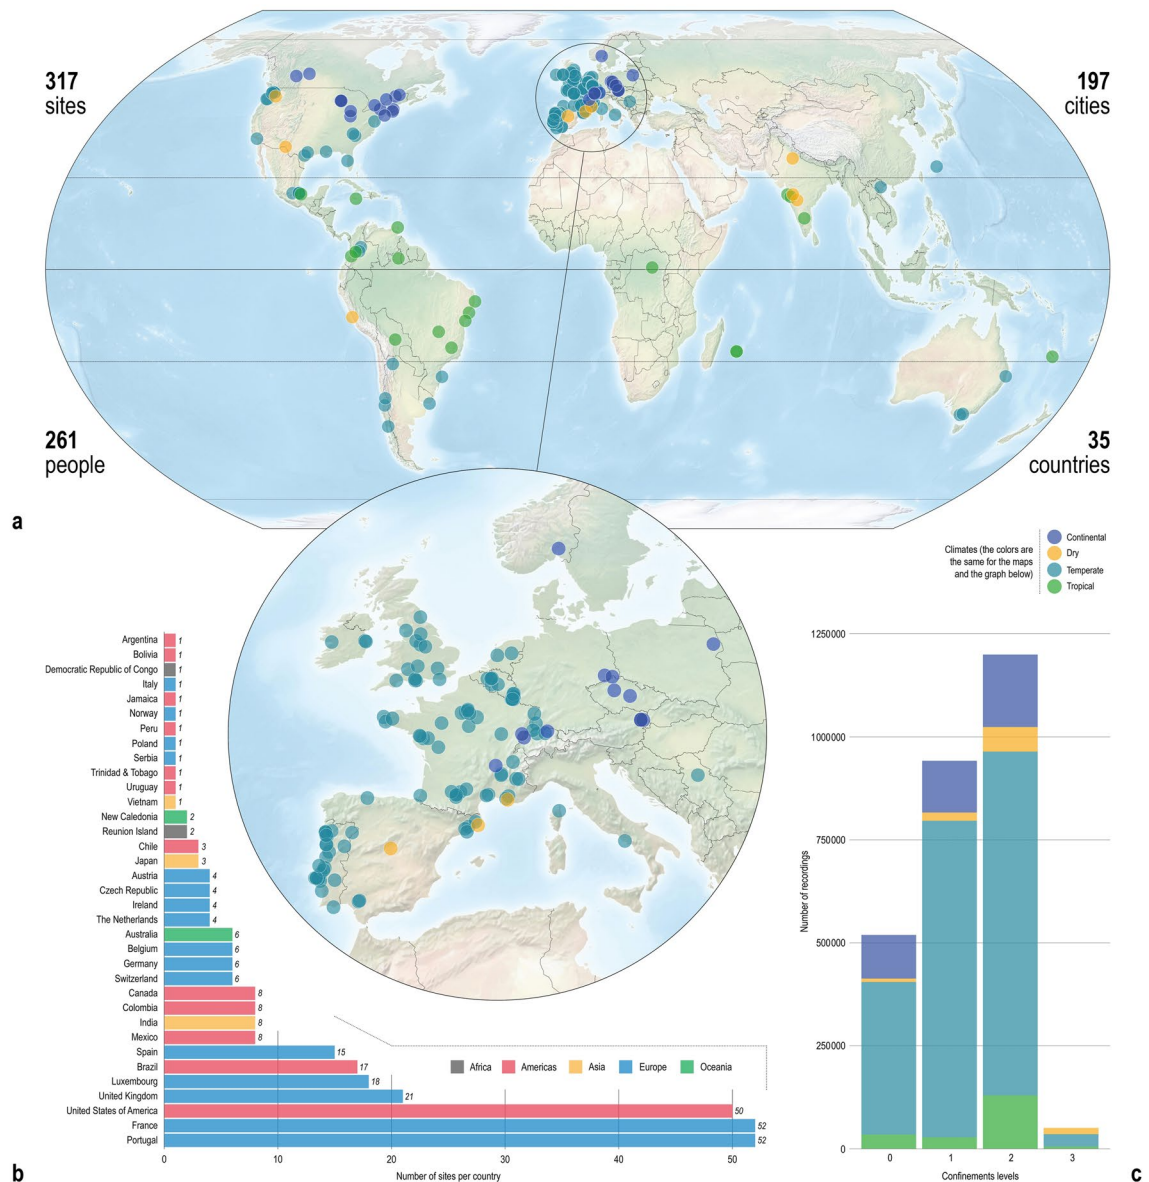 317
sites
197
cities
261
people
35
countries
a
Climates (the colors are
the same for the maps
and the graph below)
Continental
Dry
Temperate
Tropical
Argentina 1
Bolivia 1
Democratic Republic of Congo 1
Italy 1
Jamaica 1
Norway 1
Peru 1
Poland 1
Serbia 1
Trinidad & Tobago 1
Uruguay 1
Vietnam 1
New Caledonia 2
Reunion Island 2
Chile 3
Japan 3
Austria 4
Czech Republic 4
Ireland 4
The Netherlands 4
Australia 6
Belgium 6
Germany 6
Switzerland 6
Canada 8
Colombia 8
India 8
Mexico 8
Spain 15
Brazil 17
Luxembourg 18
United Kingdom 21
United States of America 50
France 52
Portugal 52
0 10 20 30 40 50
Number of sites per country
Africa Americas Asia Europe Oceania
b
1250000
1000000
750000
500000
250000
0
Number of recordings
0 1 2 3
Confinements levels
c